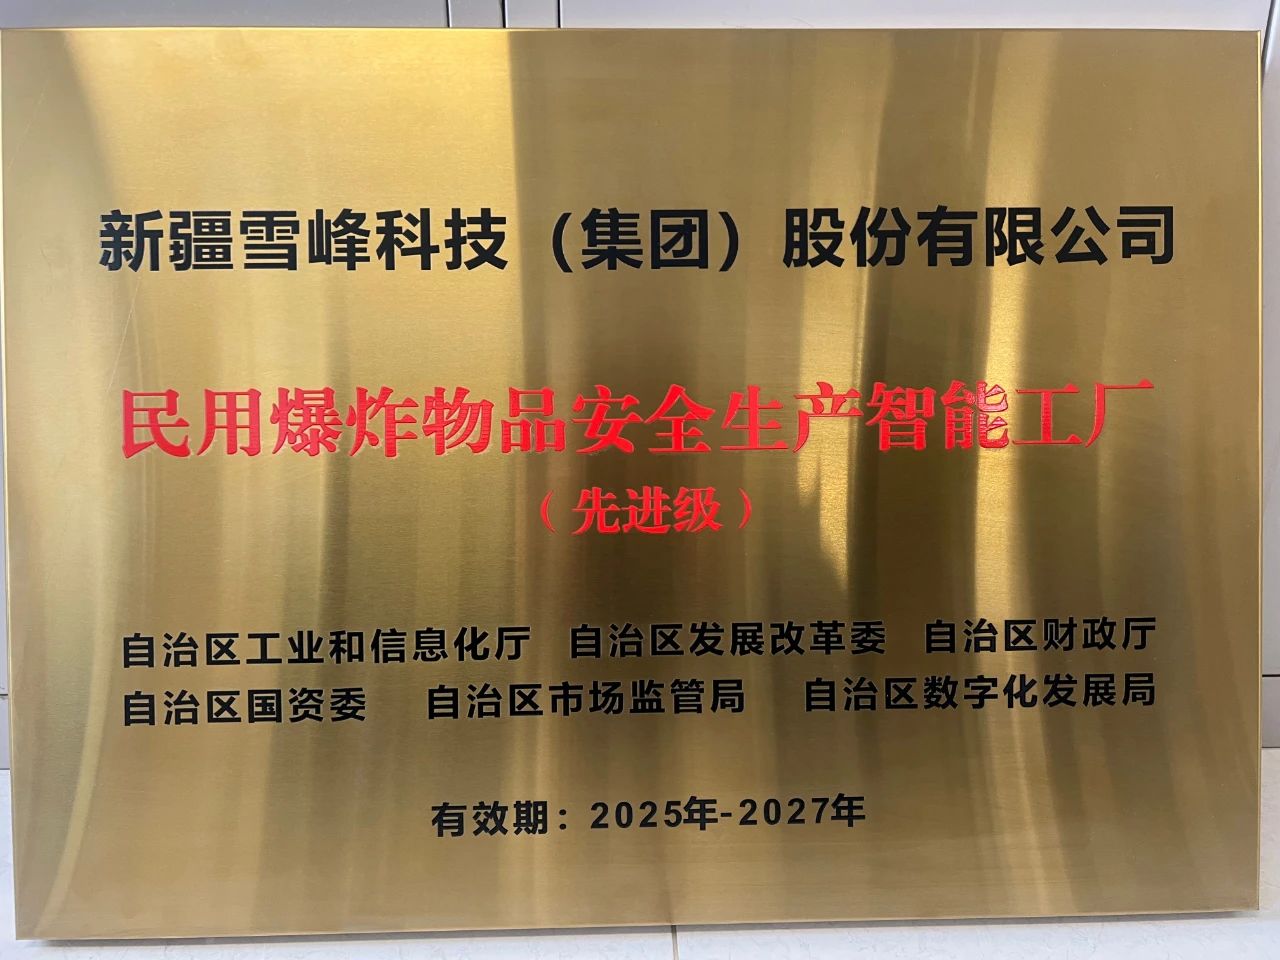 新疆雪峰科技（集团）股份有限公司
民用爆炸物品安全生产智能工厂
（先进级）
自治区工业和信息化厅 自治区发展改革委 自治区财政厅
自治区国资委 自治区市场监管局 自治区数字化发展局
有效期：2025年-2027年